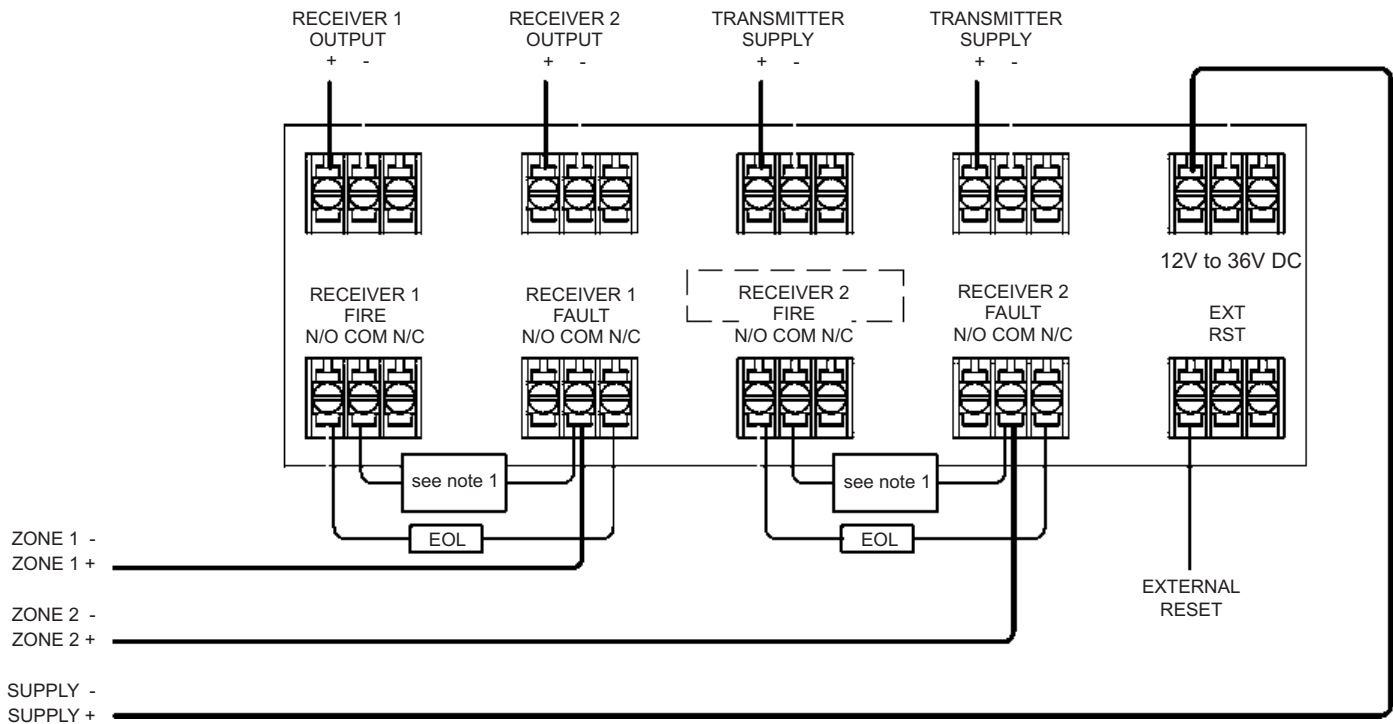 RECEIVER 1
OUTPUT
+ -
RECEIVER 2
OUTPUT
+ -
TRANSMITTER
SUPPLY
+ -
TRANSMITTER
SUPPLY
+ -
12V to 36V DC
RECEIVER 1
FIRE
N/O COM N/C
RECEIVER 1
FAULT
N/O COM N/C
RECEIVER 2
FIRE
N/O COM N/C
RECEIVER 2
FAULT
N/O COM N/C
EXT
RST
see note 1
see note 1
EOL
EOL
ZONE 1 -
ZONE 1 +
EXTERNAL
RESET
ZONE 2 -
ZONE 2 +
SUPPLY -
SUPPLY +